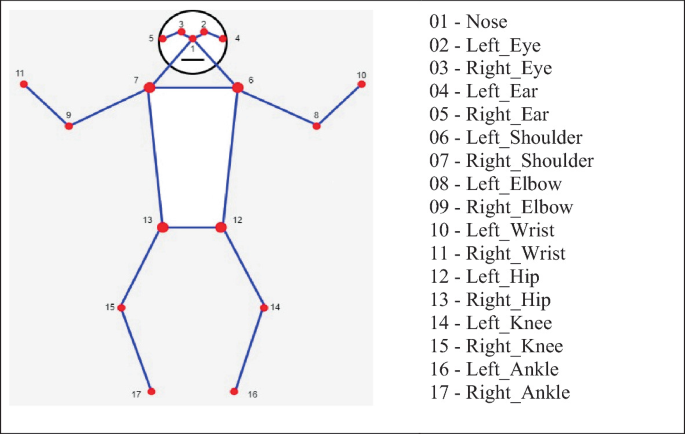 3
2
5
4
1
11
7
6
10
9
8
13
12
15
14
17
16
01 - Nose
02 - Left_Eye
03 - Right_Eye
04 - Left_Ear
05 - Right_Ear
06 - Left_Shoulder
07 - Right_Shoulder
08 - Left_Elbow
09 - Right_Elbow
10 - Left_Wrist
11 - Right_Wrist
12 - Left_Hip
13 - Right_Hip
14 - Left_Knee
15 - Right_Knee
16 - Left_Ankle
17 - Right_Ankle